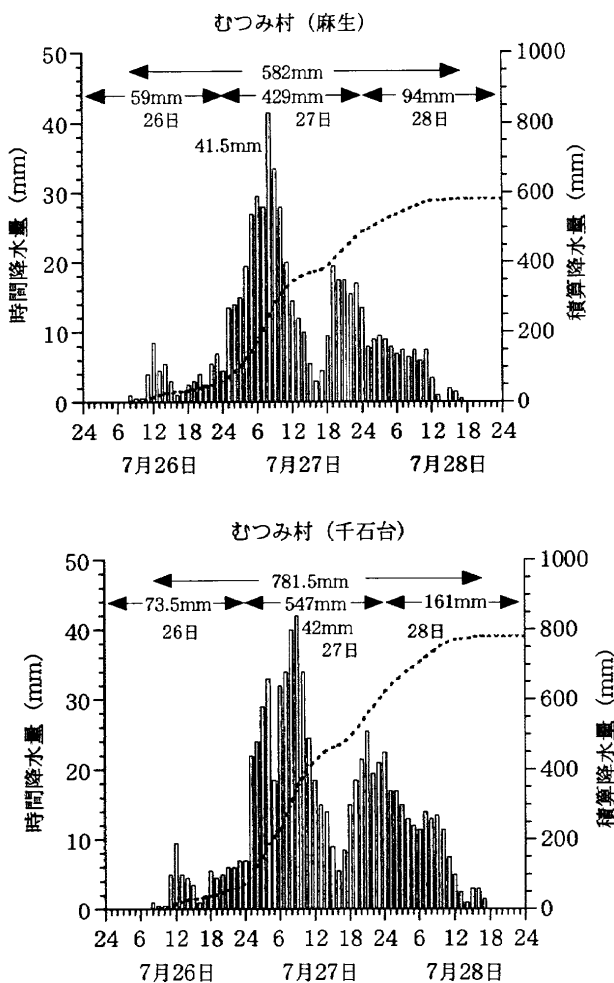 むつみ村 (麻生)
時間降水量 (mm)
積算降水量 (mm)
50 40 30 20 10 0
1000 800 600 400 200 0
582mm
59mm 429mm 94mm
26日 27日 28日
41.5mm
24 6 12 18 24 6 12 18 24 6 12 18 24
7月26日 7月27日 7月28日
むつみ村 (千石台)
時間降水量 (mm)
積算降水量 (mm)
50 40 30 20 10 0
1000 800 600 400 200 0
781.5mm
73.5mm 547mm 161mm
26日 42mm 28日
27日
24 6 12 18 24 6 12 18 24 6 12 18 24
7月26日 7月27日 7月28日